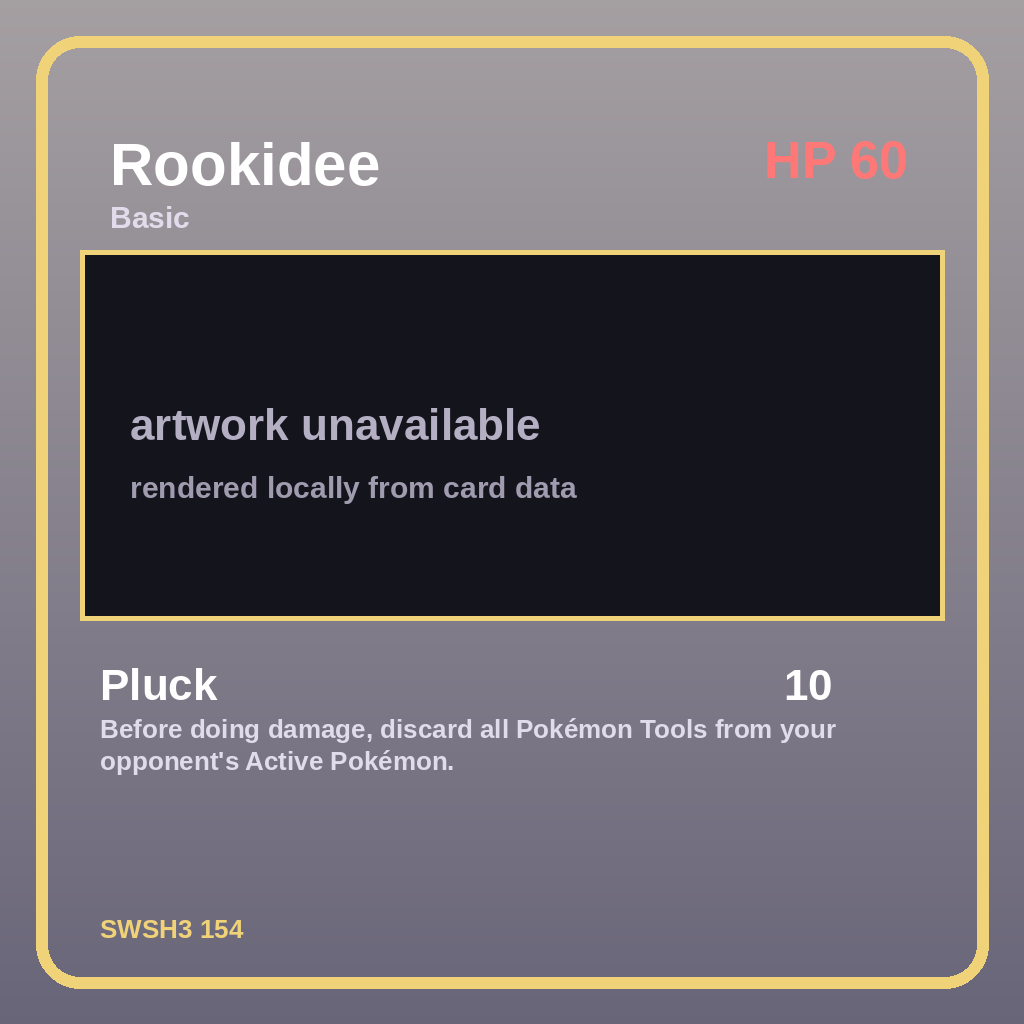 Rookidee
HP 60
Basic
artwork unavailable
rendered locally from card data
Pluck
10
Before doing damage, discard all Pokémon Tools from your
opponent's Active Pokémon.
SWSH3 154